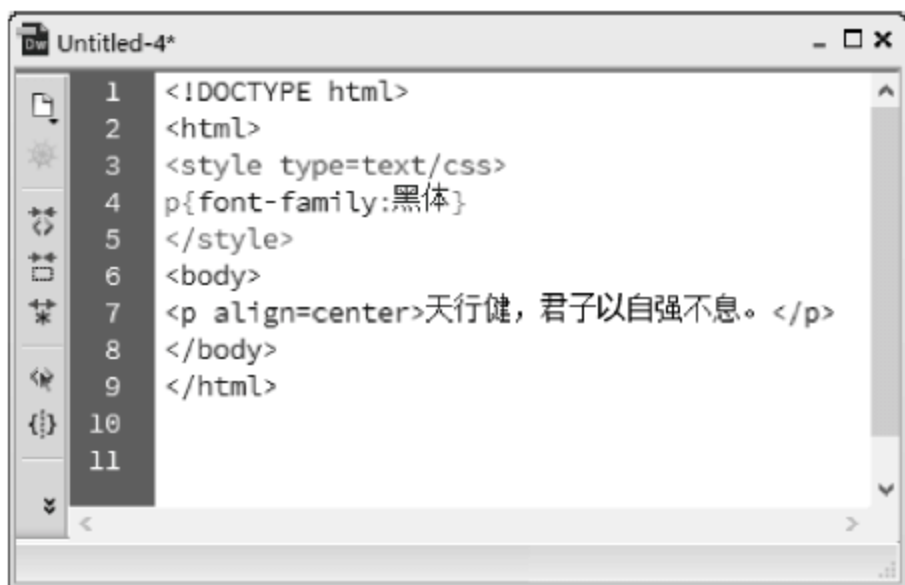 Dw Untitled-4*
1 <!DOCTYPE html>
2 <html>
3 <style type=text/css>
4 p{font-family:黑体}
5 </style>
6 <body>
7 <p align=center>天行健，君子以自强不息。</p>
8 </body>
9 </html>
10
11